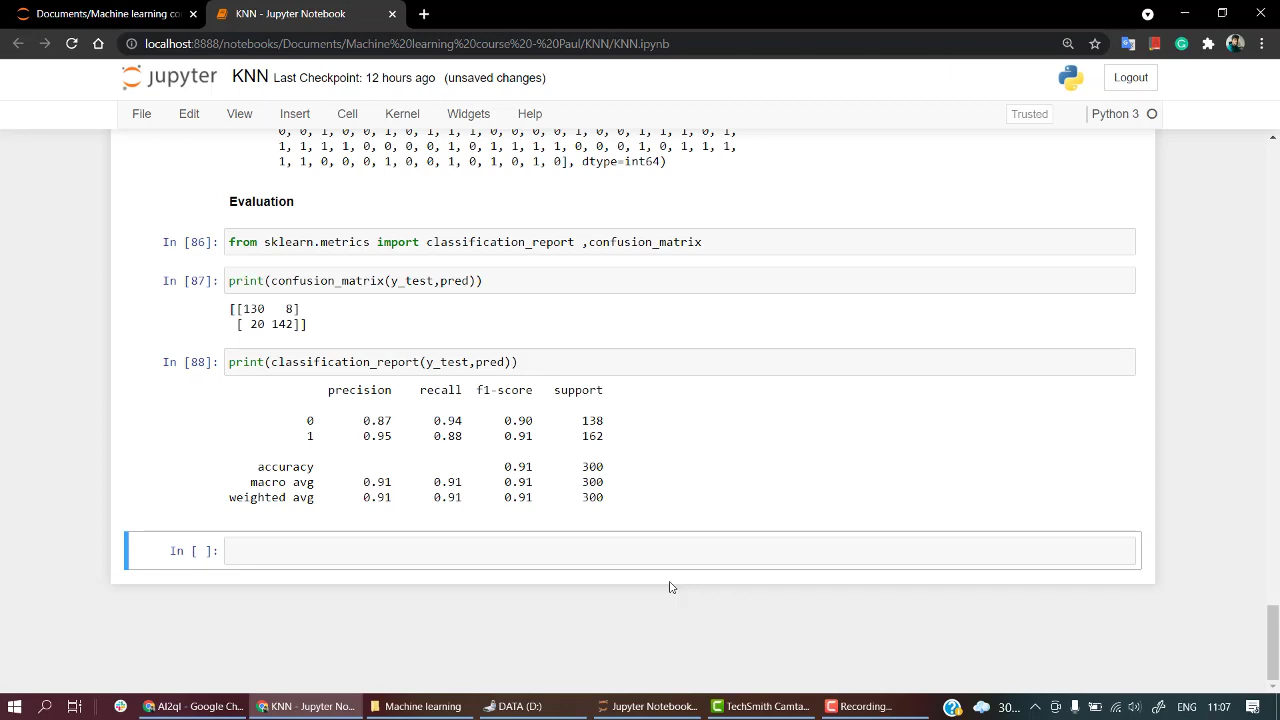 Documents/Machine learning cou
KNN - Jupyter Notebook
localhost:8888/notebooks/Documents/Machine%20learning%20course%20-%20Paul/KNN/KNN.ipynb
jupyter KNN Last Checkpoint: 12 hours ago (unsaved changes)
Logout
File Edit View Insert Cell Kernel Widgets Help
Trusted
Python 3
0, 0, 1, 0, 0, 1, 0, 1, 1, 1, 0, 0, 0, 0, 1, 0, 0, 1, 1, 1, 0, 1,
1, 1, 1, 1, 0, 0, 0, 0, 1, 0, 1, 1, 1, 1, 0, 0, 0, 1, 0, 1, 1, 1,
1, 1, 0, 0, 0, 1, 0, 0, 1, 0, 1, 0, 1, 0], dtype=int64)
Evaluation
In [86]: from sklearn.metrics import classification_report ,confusion_matrix
In [87]: print(confusion_matrix(y_test,pred))
[[130 8]
[ 20 142]]
In [88]: print(classification_report(y_test,pred))
precision recall f1-score support
0 0.87 0.94 0.90 138
1 0.95 0.88 0.91 162
accuracy 0.91 300
macro avg 0.91 0.91 0.91 300
weighted avg 0.91 0.91 0.91 300
In [ ]:
AI2ql - Google Ch...
KNN - Jupyter No...
Machine learning
DATA (D:)
Jupyter Notebook...
TechSmith Camta...
Recording...
30...
ENG
11:07